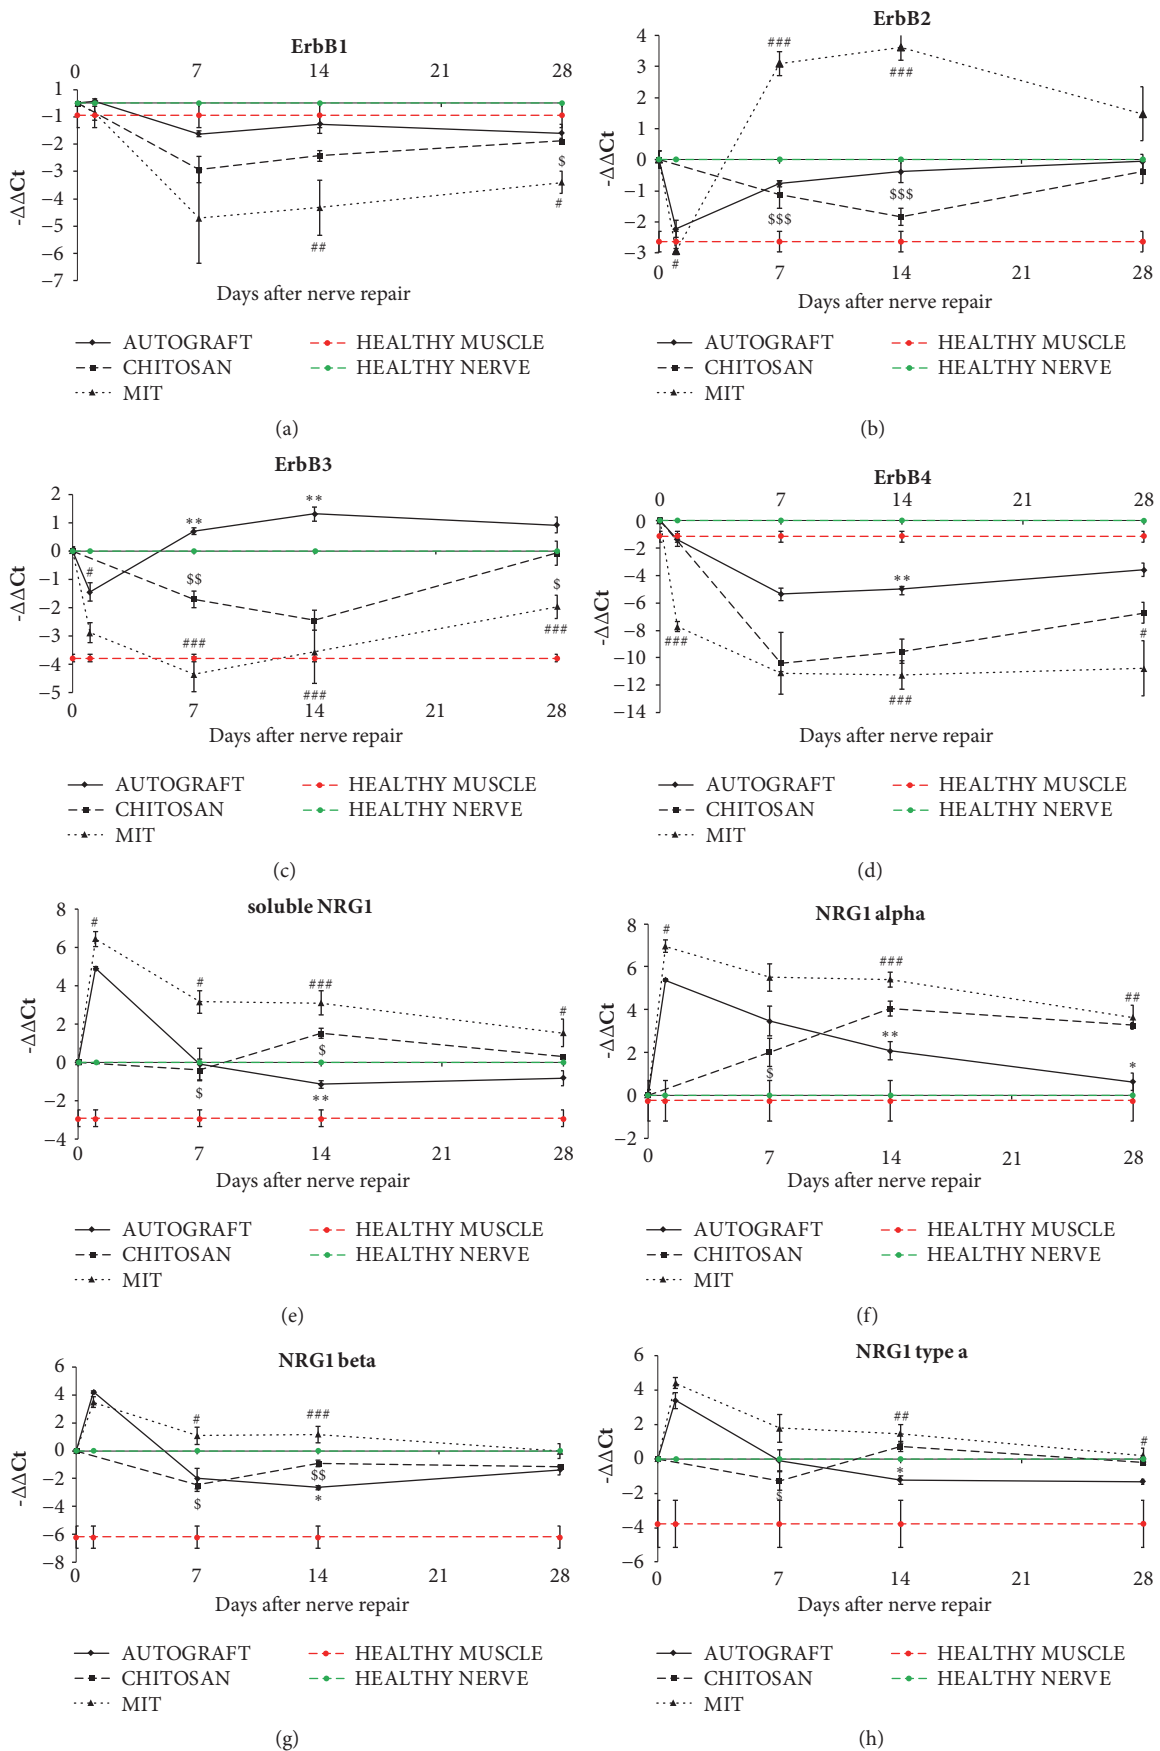 ErbB1
0 7 14 21 28
1
−1
−2
−3
−4
−5
−6
−7
-ΔΔCt
##
$
#
Days after nerve repair
AUTOGRAFT HEALTHY MUSCLE
CHITOSAN HEALTHY NERVE
MIT
(a)
ErbB2
4
3
2
1
0
−1
−2
−3
-ΔΔCt
###
###
$$$
$$$
#
0 7 14 21 28
Days after nerve repair
AUTOGRAFT HEALTHY MUSCLE
CHITOSAN HEALTHY NERVE
MIT
(b)
ErbB3
2
1
0
−1
−2
−3
−4
−5
-ΔΔCt
**
**
#
$$
$
###
###
###
0 7 14 21 28
Days after nerve repair
AUTOGRAFT HEALTHY MUSCLE
CHITOSAN HEALTHY NERVE
MIT
(c)
ErbB4
0 7 14 21 28
0
−2
−4
−6
−8
−10
−12
−14
-ΔΔCt
**
###
#
###
Days after nerve repair
AUTOGRAFT HEALTHY MUSCLE
CHITOSAN HEALTHY NERVE
MIT
(d)
soluble NRG1
8
6
4
2
0
−2
−4
-ΔΔCt
#
#
###
#
$
$
**
0 7 14 21 28
Days after nerve repair
AUTOGRAFT HEALTHY MUSCLE
CHITOSAN HEALTHY NERVE
MIT
(e)
NRG1 alpha
8
6
4
2
0
−2
-ΔΔCt
#
###
##
**
$
*
0 7 14 21 28
Days after nerve repair
AUTOGRAFT HEALTHY MUSCLE
CHITOSAN HEALTHY NERVE
MIT
(f)
NRG1 beta
6
4
2
0
−2
−4
−6
−8
-ΔΔCt
#
###
$$
$
*
0 7 14 21 28
Days after nerve repair
AUTOGRAFT HEALTHY MUSCLE
CHITOSAN HEALTHY NERVE
MIT
(g)
NRG1 type a
6
4
2
0
−2
−4
−6
-ΔΔCt
##
#
*
$
0 7 14 21 28
Days after nerve repair
AUTOGRAFT HEALTHY MUSCLE
CHITOSAN HEALTHY NERVE
MIT
(h)